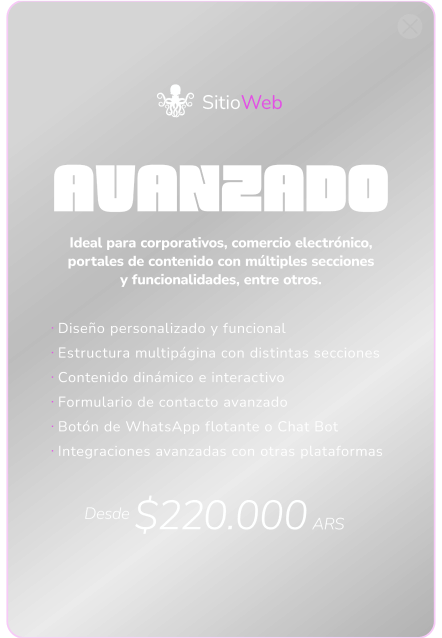 SitioWeb
AVANZADO
Ideal para corporativos, comercio electrónico,
portales de contenido con múltiples secciones
y funcionalidades, entre otros.
· Diseño personalizado y funcional
· Estructura multipágina con distintas secciones
· Contenido dinámico e interactivo
· Formulario de contacto avanzado
· Botón de WhatsApp flotante o Chat Bot
· Integraciones avanzadas con otras plataformas
Desde $220.000 ARS